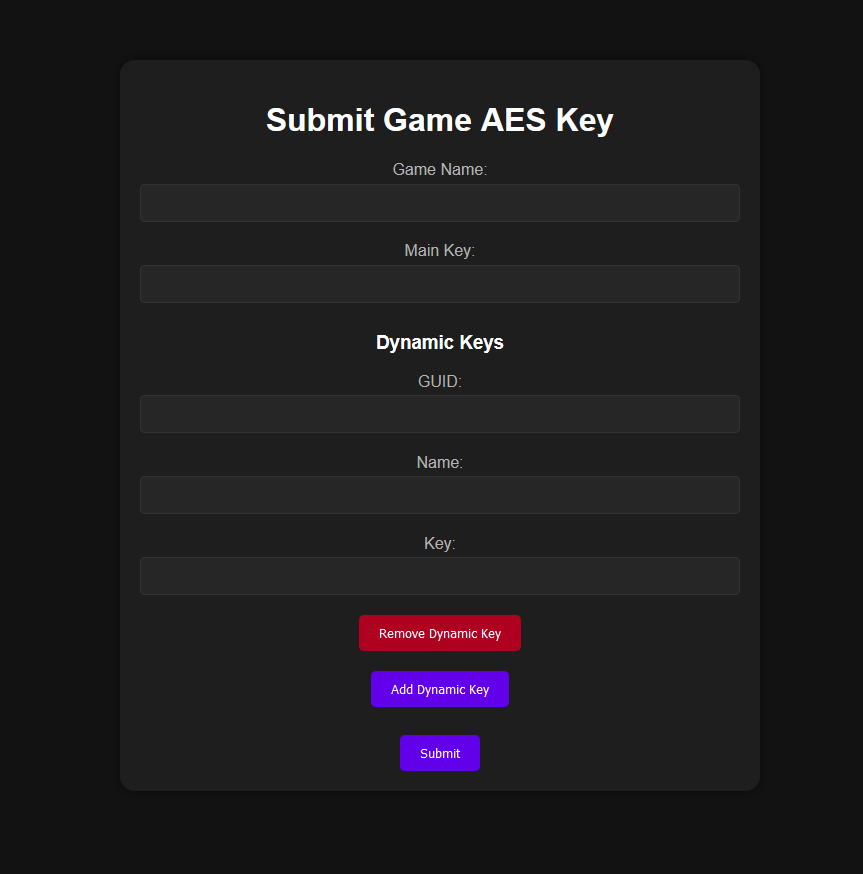 Submit Game AES Key
Game Name:
Main Key:
Dynamic Keys
GUID:
Name:
Key:
Remove Dynamic Key
Add Dynamic Key
Submit